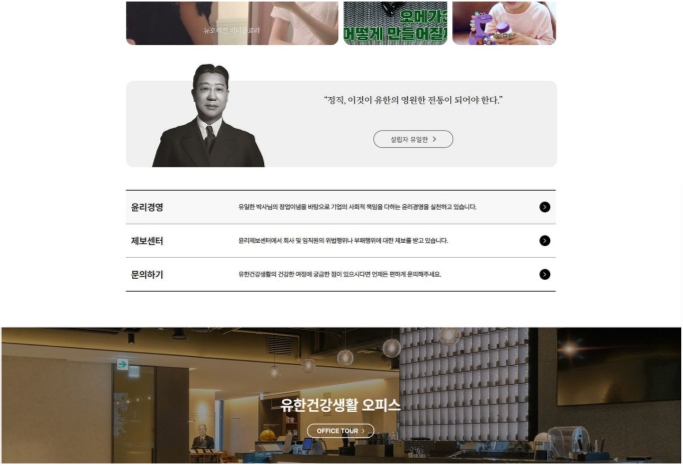 뉴오리진 비타민
오메가
어떻게 만들어질
“정직, 이것이 유한의 영원한 전통이 되어야 한다.”
설립자 유일한
윤리경영
유일한 박사님의 창업이념을 바탕으로 기업의 사회적 책임을 다하는 윤리경영을 실천하고 있습니다.
제보센터
윤리제보센터에서 회사 및 임직원의 위법행위나 부패행위에 대한 제보를 받고 있습니다.
문의하기
유한건강생활의 건강한 여정에 궁금한 점이 있으시다면 언제든 편하게 문의해주세요.
유한건강생활 오피스
OFFICE TOUR